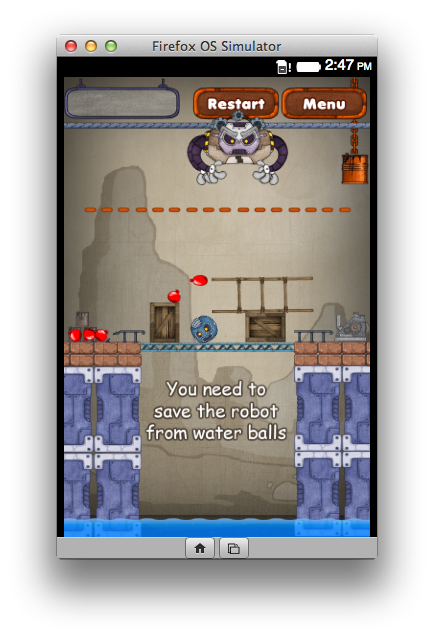 Firefox OS Simulator
2:47 PM
Restart Menu
You need to
save the robot
from water balls